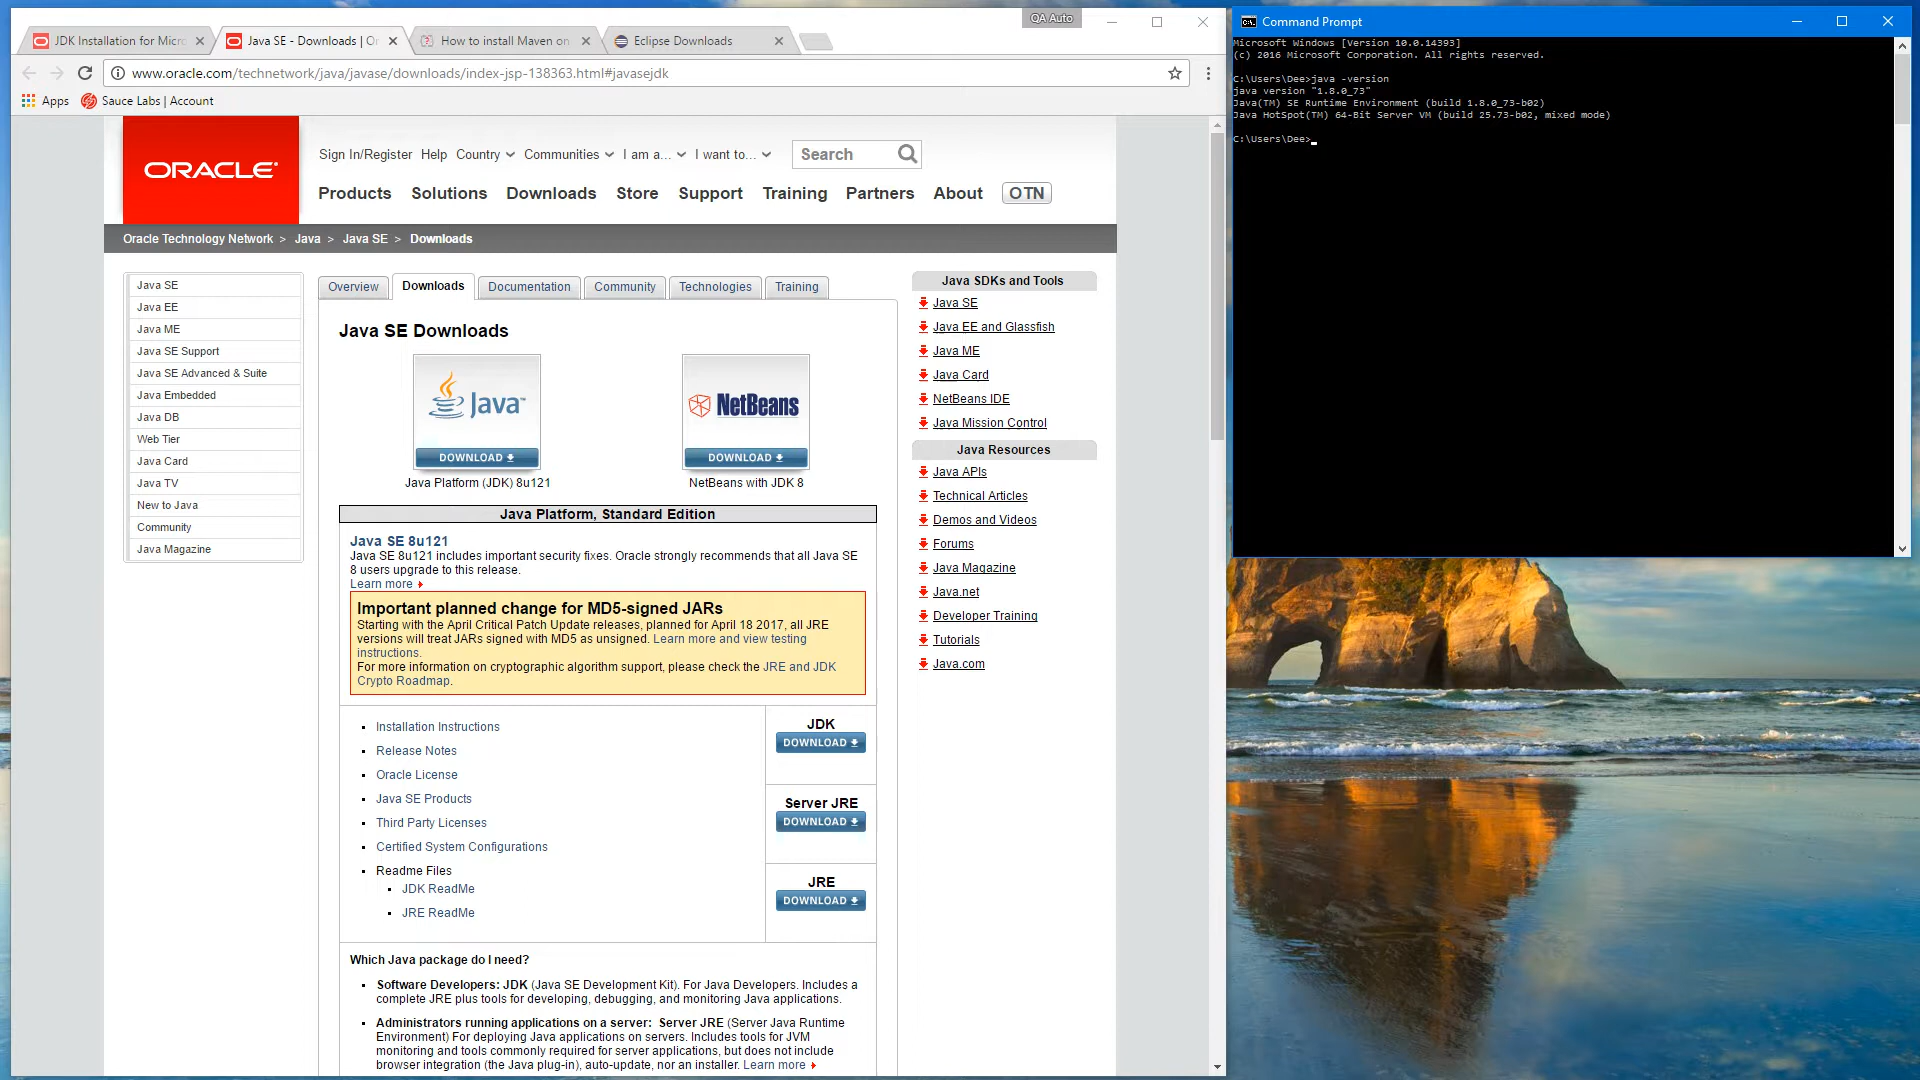 QA Auto
JDK Installation for Micro
Java SE - Downloads | O
How to install Maven on
Eclipse Downloads
www.oracle.com/technetwork/java/javase/downloads/index-jsp-138363.html#javasejdk
Apps
Sauce Labs | Account
ORACLE
Sign In/Register Help Country Communities I am a... I want to... Search
Products Solutions Downloads Store Support Training Partners About OTN
Oracle Technology Network > Java > Java SE > Downloads
Java SE
Java EE
Java ME
Java SE Support
Java SE Advanced & Suite
Java Embedded
Java DB
Web Tier
Java Card
Java TV
New to Java
Community
Java Magazine
Overview Downloads Documentation Community Technologies Training
Java SE Downloads
Java™
DOWNLOAD
Java Platform (JDK) 8u121
NetBeans
DOWNLOAD
NetBeans with JDK 8
Java Platform, Standard Edition
Java SE 8u121
Java SE 8u121 includes important security fixes. Oracle strongly recommends that all Java SE
8 users upgrade to this release.
Learn more
Important planned change for MD5-signed JARs
Starting with the April Critical Patch Update releases, planned for April 18 2017, all JRE
versions will treat JARs signed with MD5 as unsigned. Learn more and view testing
instructions.
For more information on cryptographic algorithm support, please check the JRE and JDK
Crypto Roadmap.
Installation Instructions
Release Notes
Oracle License
Java SE Products
Third Party Licenses
Certified System Configurations
Readme Files
JDK ReadMe
JRE ReadMe
JDK
DOWNLOAD
Server JRE
DOWNLOAD
JRE
DOWNLOAD
Which Java package do I need?
Software Developers: JDK (Java SE Development Kit). For Java Developers. Includes a
complete JRE plus tools for developing, debugging, and monitoring Java applications.
Administrators running applications on a server: Server JRE (Server Java Runtime
Environment) For deploying Java applications on servers. Includes tools for JVM
monitoring and tools commonly required for server applications, but does not include
browser integration (the Java plug-in), auto-update, nor an installer. Learn more
Java SDKs and Tools
Java SE
Java EE and Glassfish
Java ME
Java Card
NetBeans IDE
Java Mission Control
Java Resources
Java APIs
Technical Articles
Demos and Videos
Forums
Java Magazine
Java.net
Developer Training
Tutorials
Java.com
Command Prompt
Microsoft Windows [Version 10.0.14393]
(c) 2016 Microsoft Corporation. All rights reserved.
C:\Users\Dee>java -version
java version "1.8.0_73"
Java(TM) SE Runtime Environment (build 1.8.0_73-b02)
Java HotSpot(TM) 64-Bit Server VM (build 25.73-b02, mixed mode)
C:\Users\Dee>